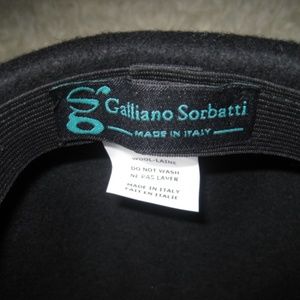 Galliano Sorbatti
MADE IN ITALY
WOOL-LAINE
DO NOT WASH
NE PAS LAVER
MADE IN ITALY
FAIT EN ITALIE